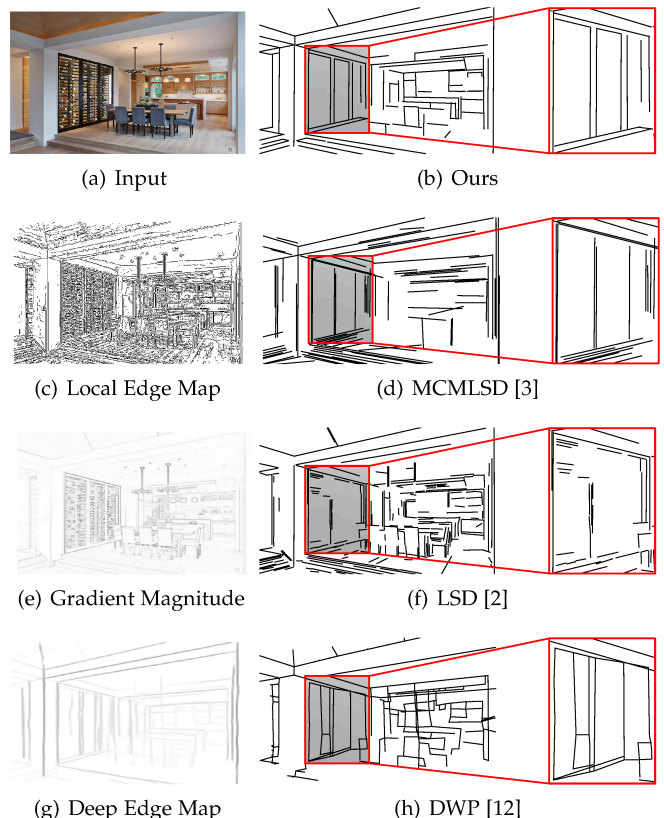 (a) Input
(b) Ours
(c) Local Edge Map
(d) MCMLSD [3]
(e) Gradient Magnitude
(f) LSD [2]
(g) Deep Edge Map
(h) DWP [12]